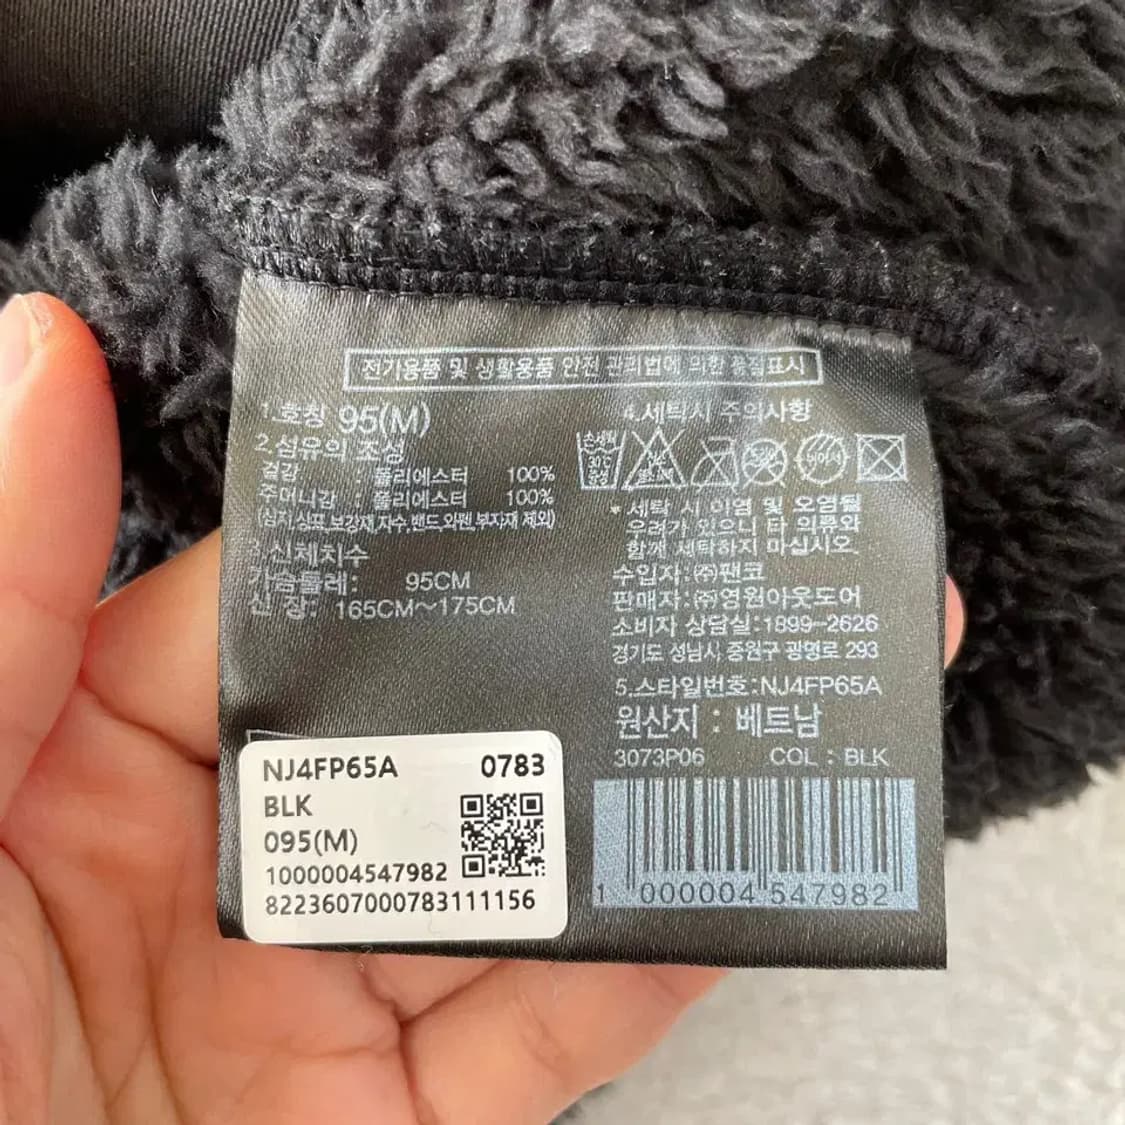 전기용품 및 생활용품 안전 관리법에 의한 품질표시
1.호칭 95(M)
2.섬유의 조성
겉감 : 폴리에스터 100%
주머니감 : 폴리에스터 100%
(심지,상표,보강재,자수,밴드,외펜,부자재 제외)
3.신체치수
가슴둘레: 95CM
신 장: 165CM~175CM
4.세탁시 주의사항
손세탁
30℃
중성
* 세탁 시 이염 및 오염될
우려가 있으니 타 의류와
함께 세탁하지 마십시오.
수입자:㈜팬코
판매자:㈜영원아웃도어
소비자 상담실:1899-2626
경기도 성남시 중원구 광명로 293
5.스타일번호:NJ4FP65A
원산지 : 베트남
3073P06 COL : BLK
1 000004 547982
NJ4FP65A 0783
BLK
095(M)
1000004547982
8223607000783111156